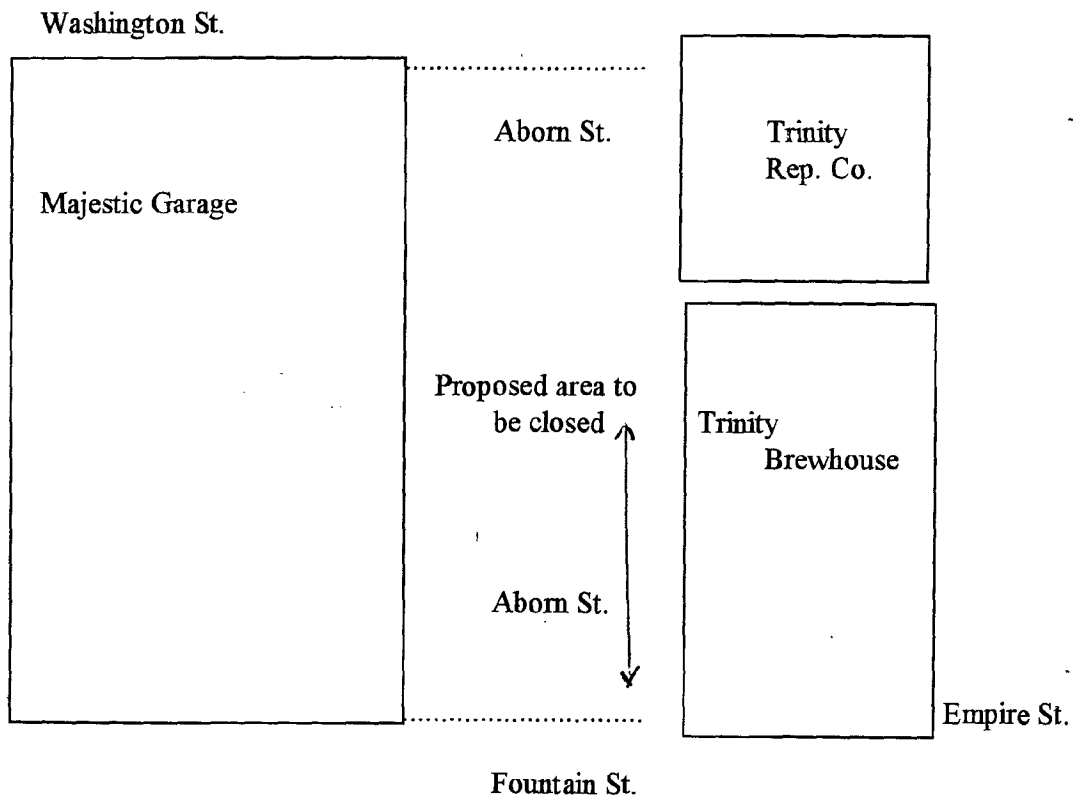 Washington St.
Aborn St.
Trinity
Rep. Co.
Majestic Garage
Proposed area to
be closed
Trinity
Brewhouse
Aborn St.
Empire St.
Fountain St.